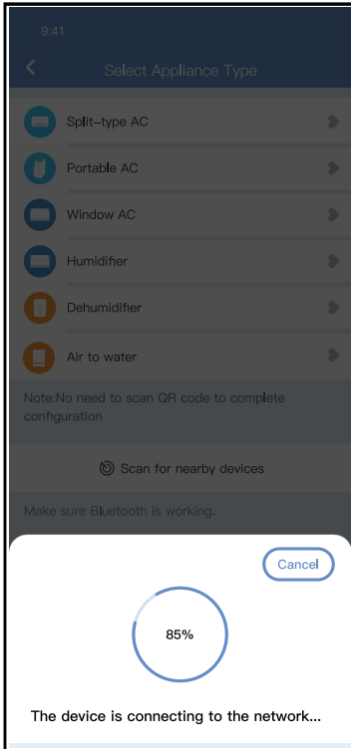 9:41
Select Appliance Type
Split-type AC
Portable AC
Window AC
Humidifier
Dehumidifier
Air to water
Note:No need to scan QR code to complete
configuration
Scan for nearby devices
Make sure Bluetooth is working.
Cancel
85%
The device is connecting to the network...